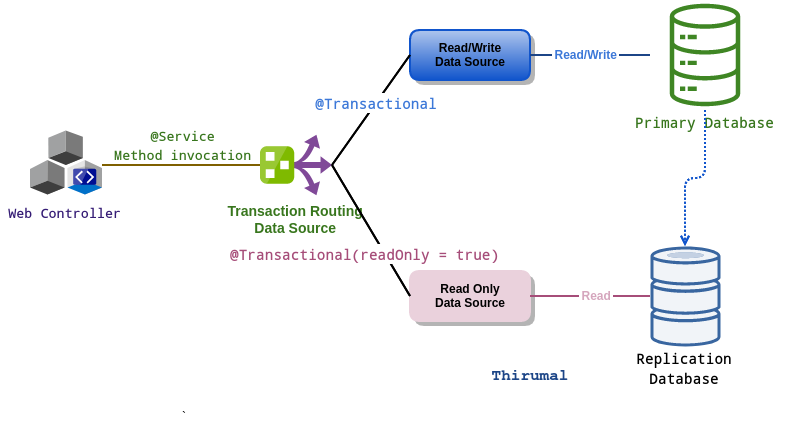 Read/Write
Data Source
Read/Write
@Transactional
Primary Database
@Service
Method invocation
Web Controller
Transaction Routing
Data Source
@Transactional(readOnly = true)
Read Only
Data Source
Read
Replication
Database
Thirumal
`